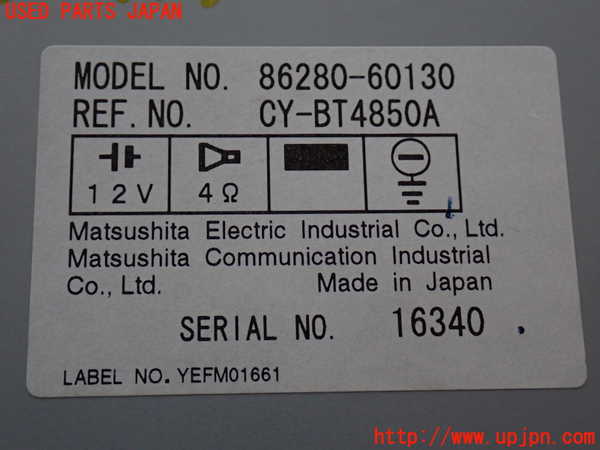 USED PARTS JAPAN
MODEL NO. 86280-60130
REF. NO. CY-BT4850A
12V 4Ω
Matsushita Electric Industrial Co., Ltd.
Matsushita Communication Industrial
Co., Ltd. Made in Japan
SERIAL NO. 16340
LABEL NO. YEFM01661
http://www.upjpn.com/